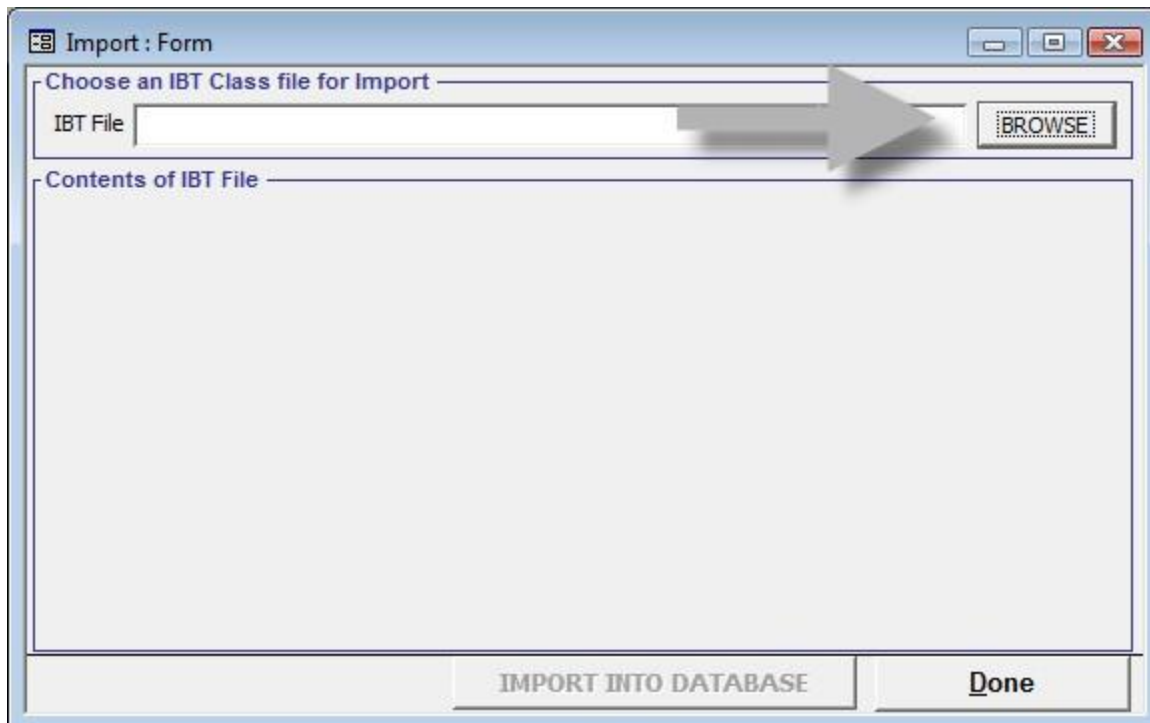 Import : Form
Choose an IBT Class file for Import
IBT File
BROWSE
Contents of IBT File
IMPORT INTO DATABASE
Done